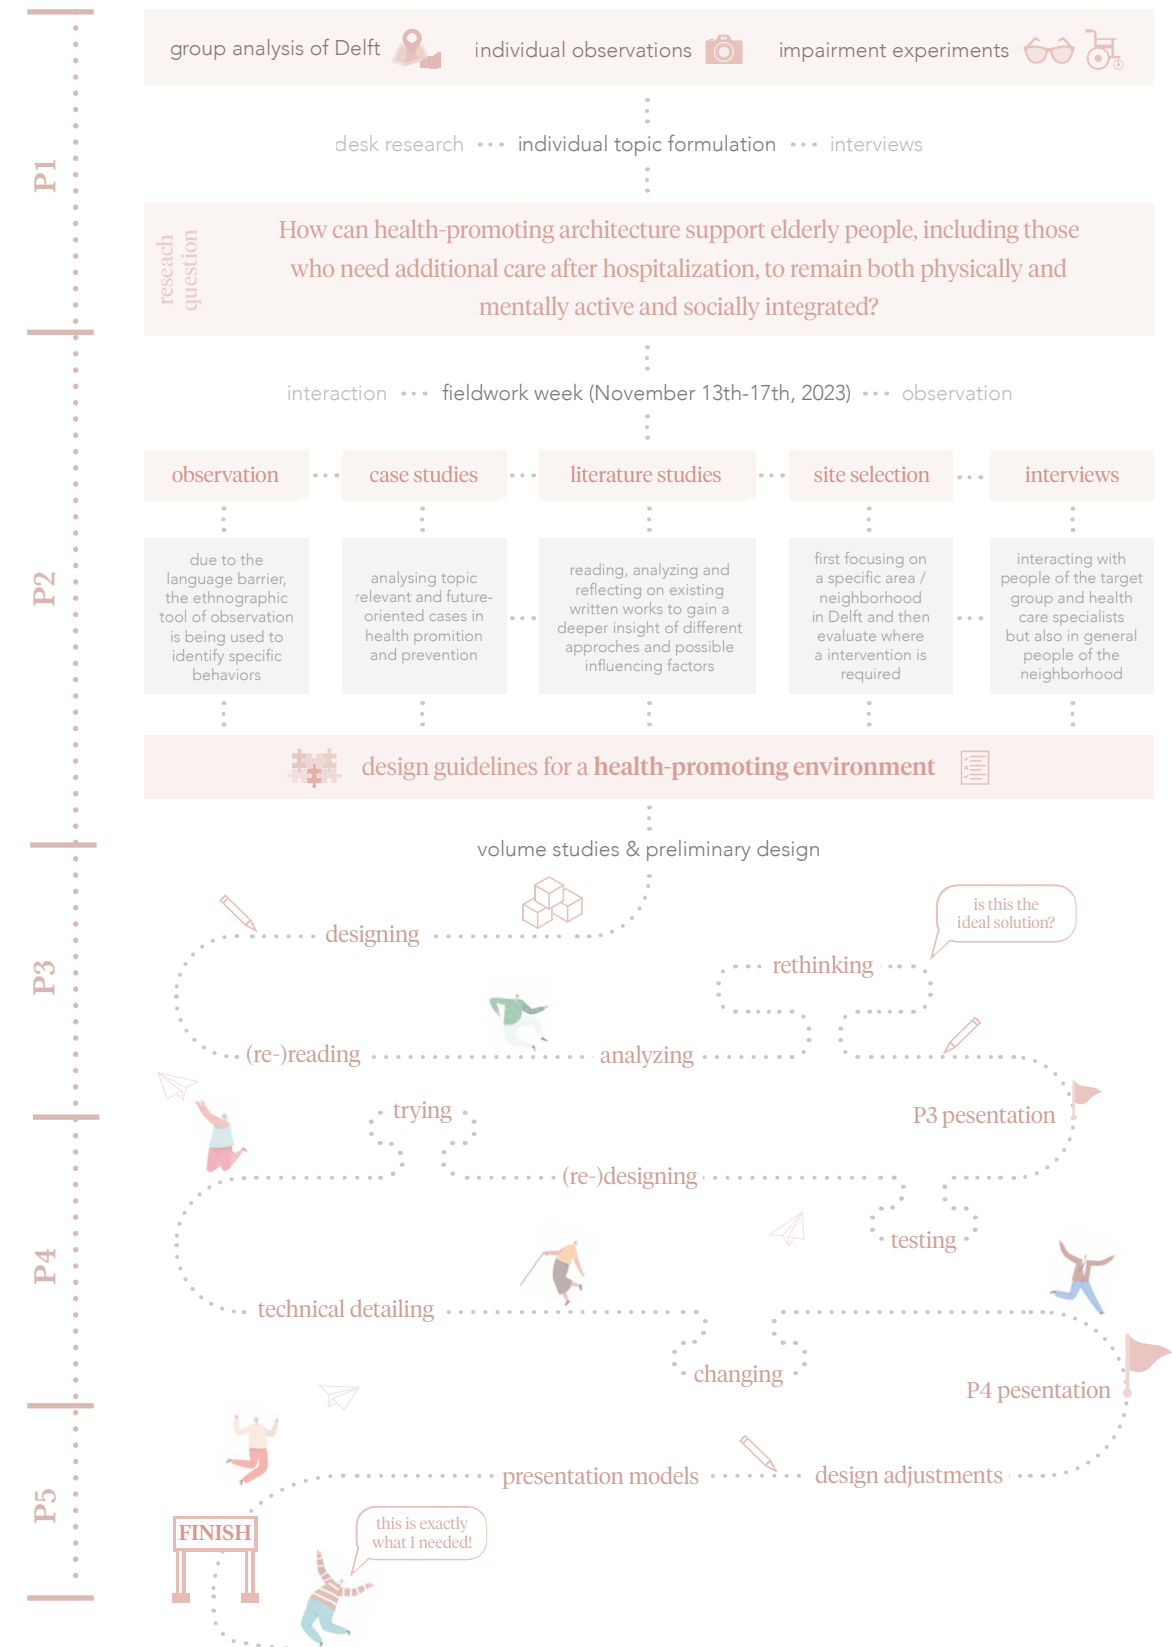 P1
group analysis of Delft
individual observations
impairment experiments
desk research
individual topic formulation
interviews
reseach
question
How can health-promoting architecture support elderly people, including those
who need additional care after hospitalization, to remain both physically and
mentally active and socially integrated?
P2
interaction
fieldwork week (November 13th-17th, 2023)
observation
observation
case studies
literature studies
site selection
interviews
due to the
language barrier,
the ethnographic
tool of observation
is being used to
identify specific
behaviors
analysing topic
relevant and future-
oriented cases in
health promition
and prevention
reading, analyzing and
reflecting on existing
written works to gain a
deeper insight of different
approches and possible
influencing factors
first focusing on
a specific area /
neighborhood
in Delft and then
evaluate where
a intervention is
required
interacting with
people of the target
group and health
care specialists
but also in general
people of the
neighborhood
design guidelines for a health-promoting environment
P3
volume studies & preliminary design
designing
is this the
ideal solution?
rethinking
(re-)reading
analyzing
P3 pesentation
P4
trying
(re-)designing
testing
technical detailing
changing
P4 pesentation
P5
presentation models
design adjustments
FINISH
this is exactly
what I needed!